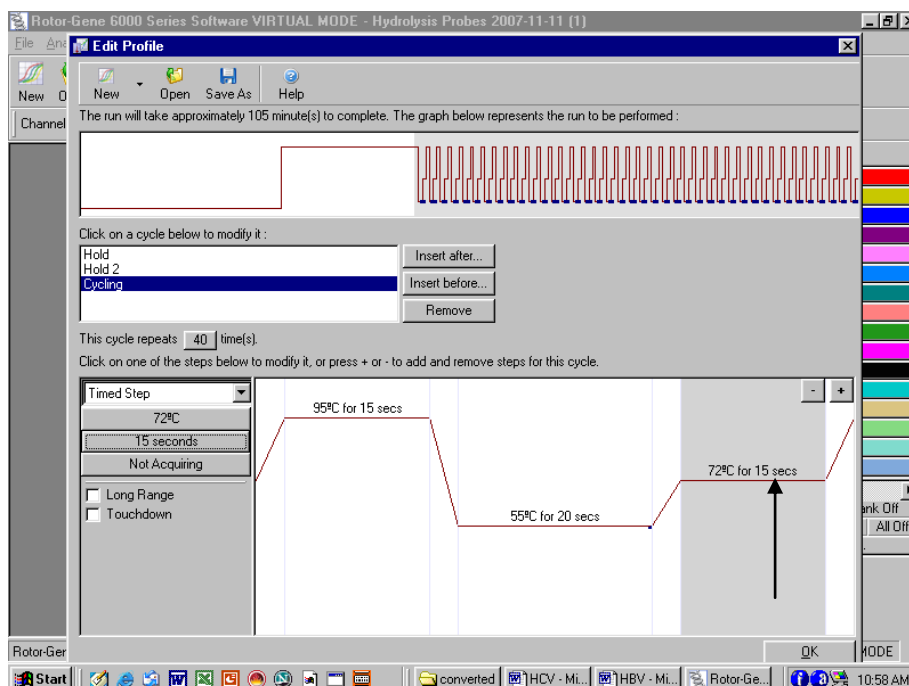 Rotor-Gene 6000 Series Software VIRTUAL MODE - Hydrolysis Probes 2007-11-11 (1)
File Ana
Edit Profile
New
New Open Save As Help
Channel
The run will take approximately 105 minute(s) to complete. The graph below represents the run to be performed :
Click on a cycle below to modify it :
Hold
Hold 2
Cycling
Insert after...
Insert before...
Remove
This cycle repeats 40 time(s).
Click on one of the steps below to modify it, or press + or - to add and remove steps for this cycle.
Timed Step
- +
72ºC
15 seconds
Not Acquiring
Long Range
Touchdown
95ºC for 15 secs
55ºC for 20 secs
72ºC for 15 secs
ank Off
All Off
OK
Rotor-Ger
MODE
Start converted HCV - Mi... HBV - Mi... Rotor-Ge... 10:58 AM